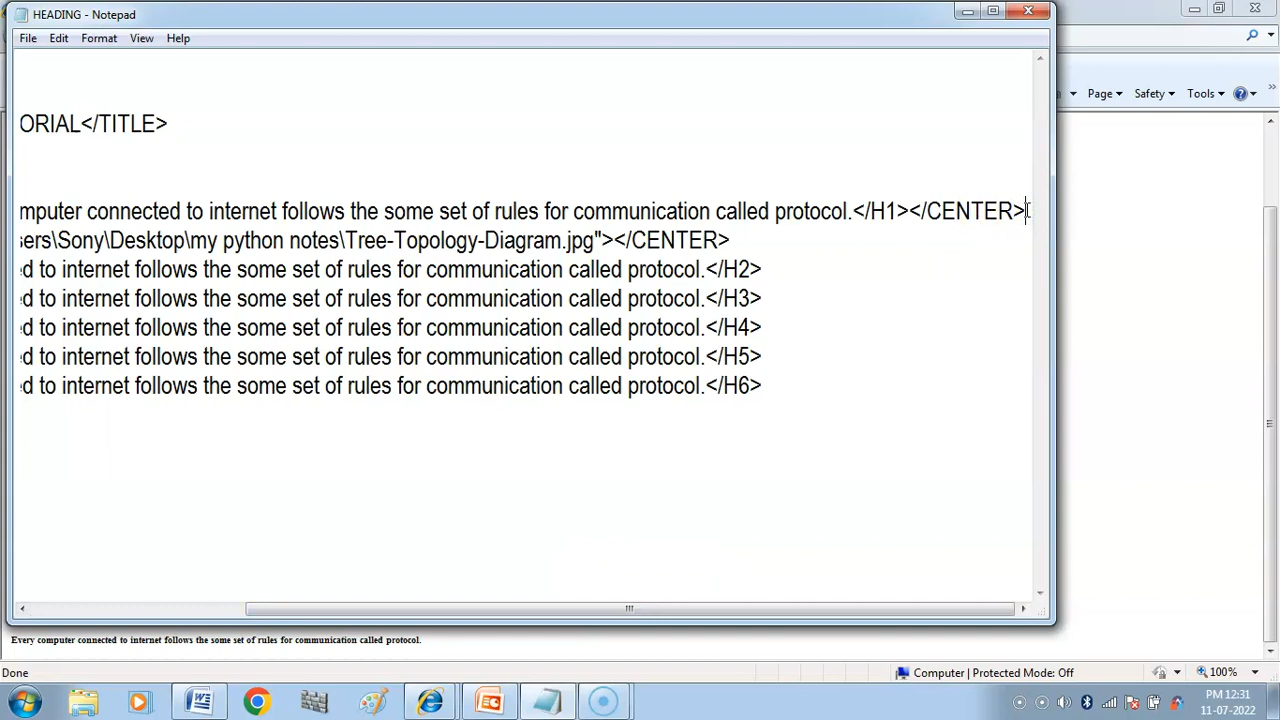 HEADING - Notepad
File Edit Format View Help
Page Safety Tools
ORIAL</TITLE>
mputer connected to internet follows the some set of rules for communication called protocol.</H1></CENTER>
sers\Sony\Desktop\my python notes\Tree-Topology-Diagram.jpg"></CENTER>
ed to internet follows the some set of rules for communication called protocol.</H2>
ed to internet follows the some set of rules for communication called protocol.</H3>
ed to internet follows the some set of rules for communication called protocol.</H4>
ed to internet follows the some set of rules for communication called protocol.</H5>
ed to internet follows the some set of rules for communication called protocol.</H6>
Every computer connected to internet follows the some set of rules for communication called protocol.
Done
Computer | Protected Mode: Off
100%
PM 12:31
11-07-2022